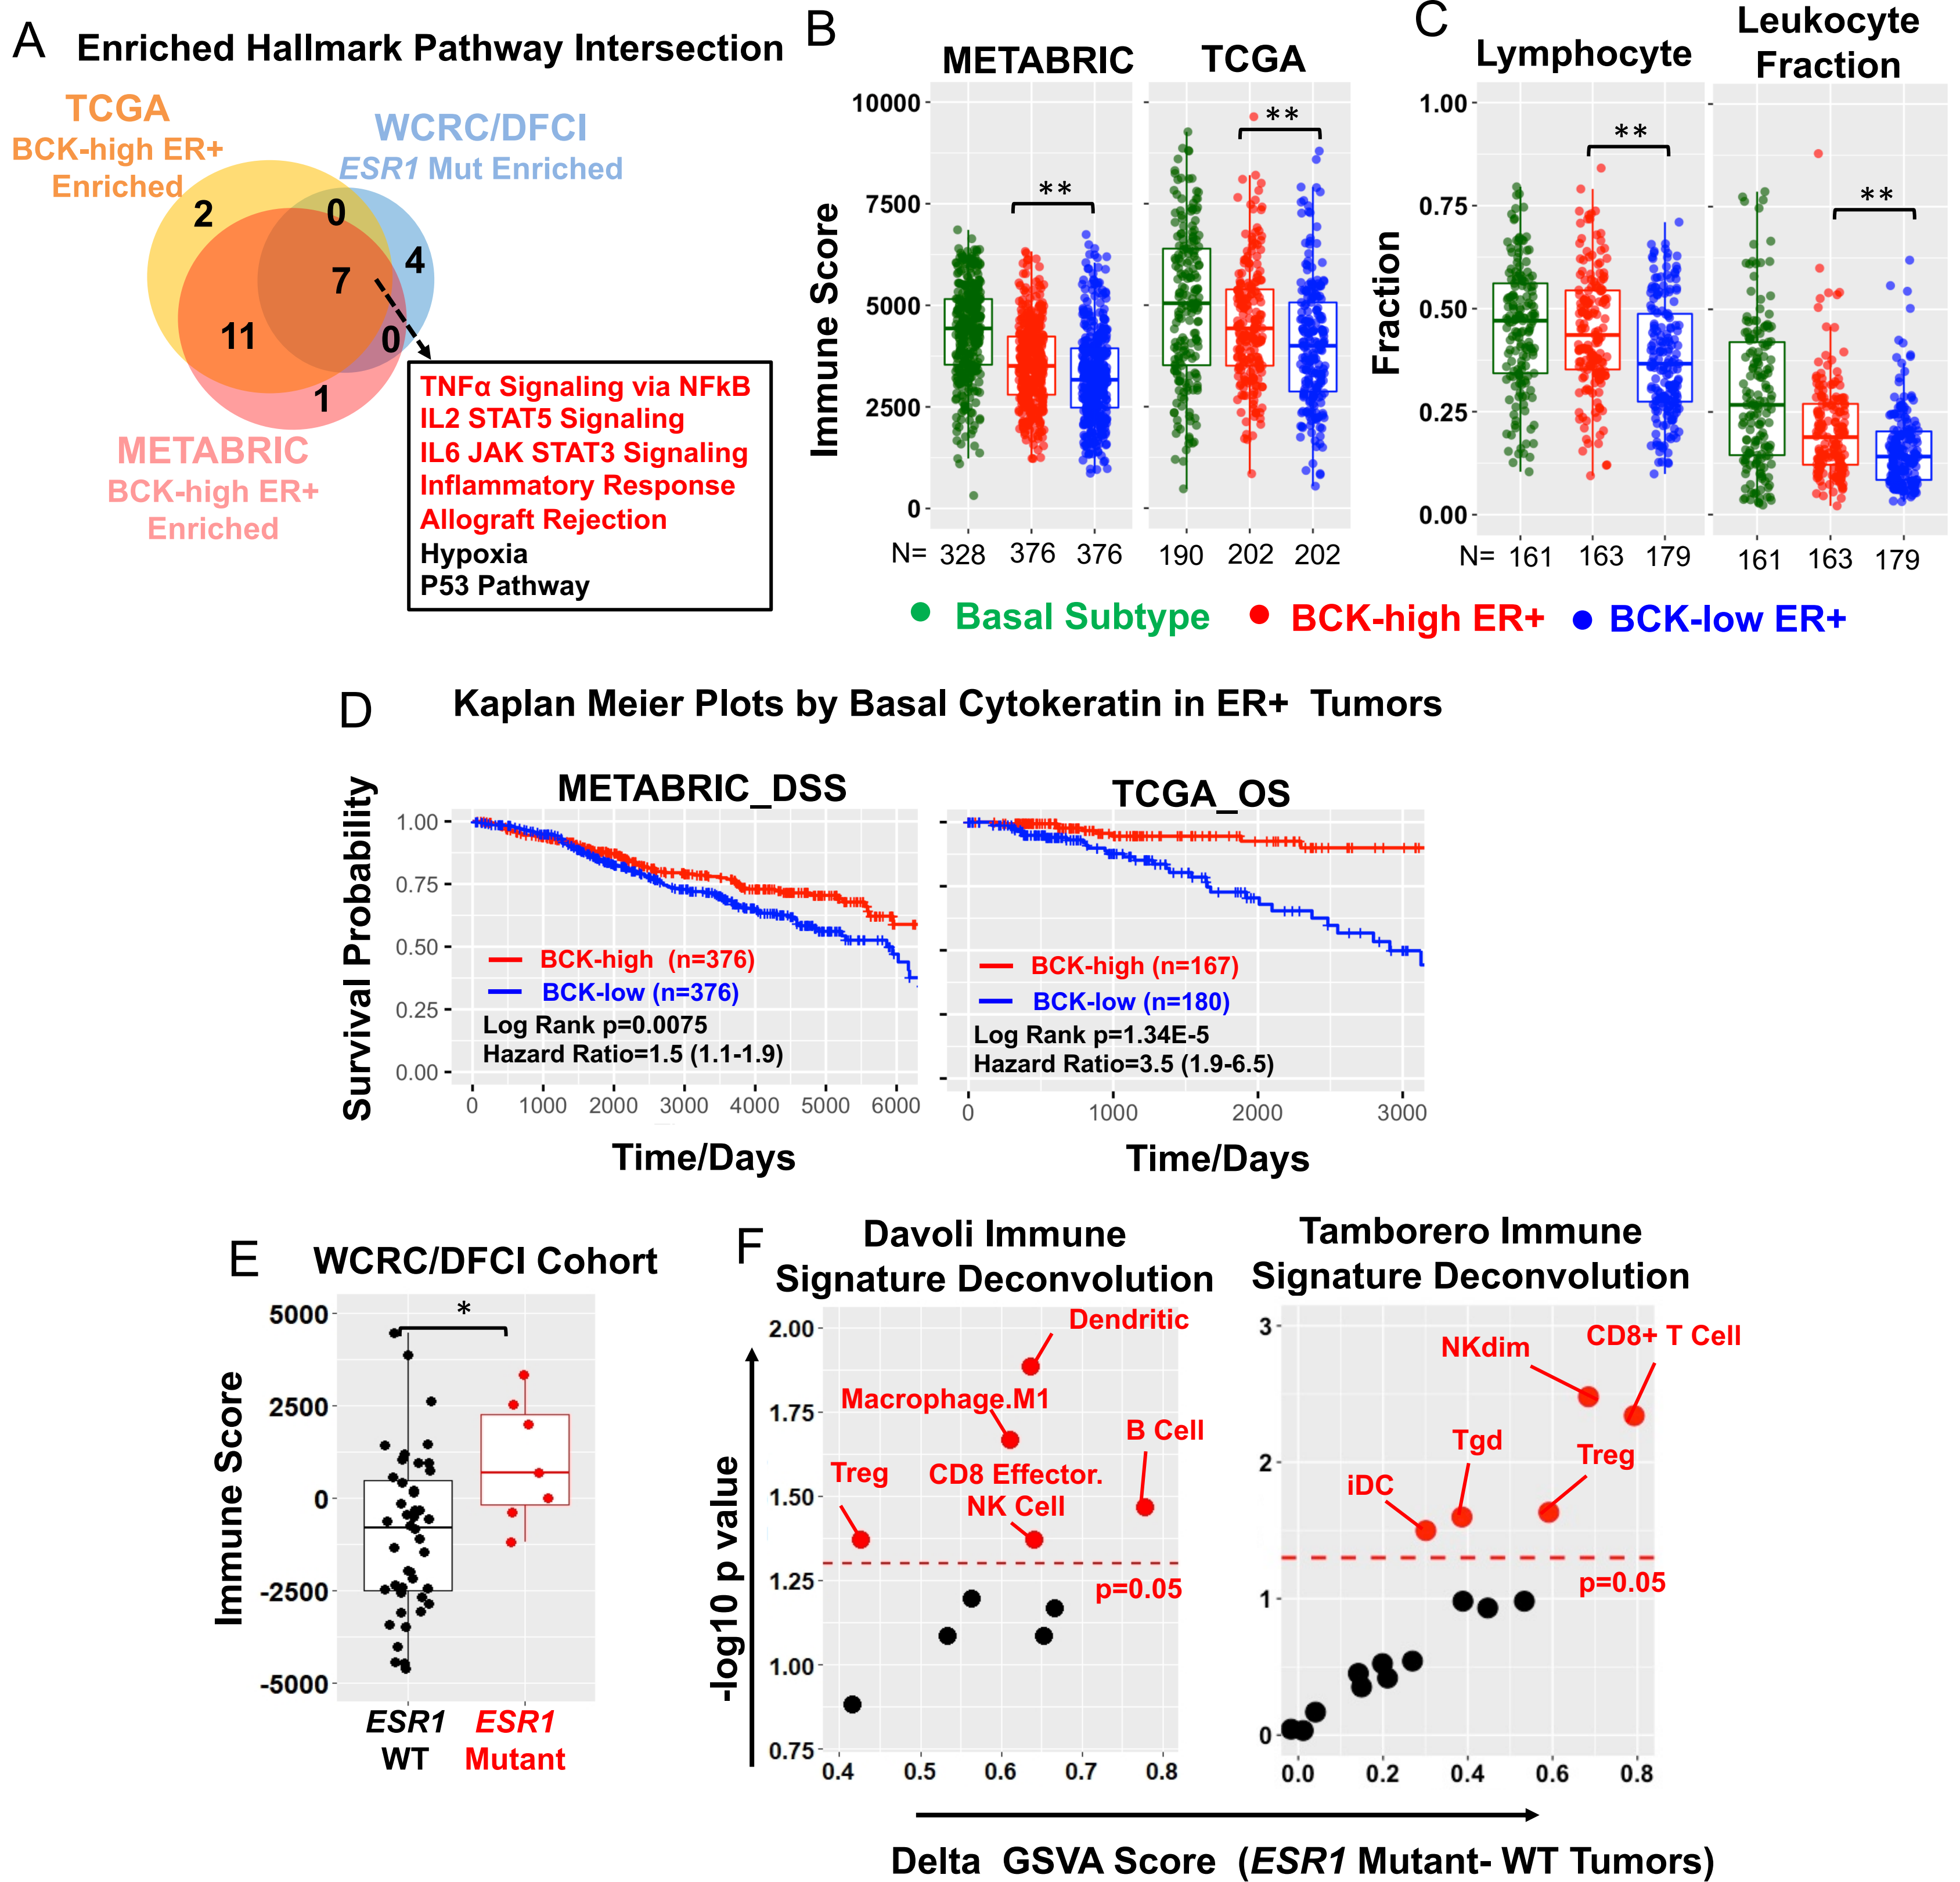 A
Enriched Hallmark Pathway Intersection
TCGA
BCK-high ER+
Enriched
WCRC/DFCI
ESR1 Mut Enriched
2
0
4
7
11
0
1
METABRIC
BCK-high ER+
Enriched
TNFα Signaling via NFkB
IL2 STAT5 Signaling
IL6 JAK STAT3 Signaling
Inflammatory Response
Allograft Rejection
Hypoxia
P53 Pathway
B
METABRIC
TCGA
Immune Score
10000
7500
5000
2500
0
**
**
N= 328 376 376
190 202 202
C
Lymphocyte
Leukocyte
Fraction
Fraction
1.00
0.75
0.50
0.25
0.00
**
**
N= 161 163 179
161 163 179
Basal Subtype
BCK-high ER+
BCK-low ER+
D
Kaplan Meier Plots by Basal Cytokeratin in ER+ Tumors
METABRIC_DSS
TCGA_OS
Survival Probability
1.00
0.75
0.50
0.25
0.00
BCK-high (n=376)
BCK-low (n=376)
Log Rank p=0.0075
Hazard Ratio=1.5 (1.1-1.9)
0 1000 2000 3000 4000 5000 6000
Time/Days
BCK-high (n=167)
BCK-low (n=180)
Log Rank p=1.34E-5
Hazard Ratio=3.5 (1.9-6.5)
0 1000 2000 3000
Time/Days
E
WCRC/DFCI Cohort
Immune Score
5000
2500
0
-2500
-5000
*
ESR1
WT
ESR1
Mutant
F
Davoli Immune
Signature Deconvolution
-log10 p value
2.00
1.75
1.50
1.25
1.00
0.75
Dendritic
Macrophage.M1
B Cell
Treg
CD8 Effector.
NK Cell
p=0.05
0.4 0.5 0.6 0.7 0.8
Tamborero Immune
Signature Deconvolution
3
2
1
0
NKdim
CD8+ T Cell
Tgd
Treg
iDC
p=0.05
0.0 0.2 0.4 0.6 0.8
Delta GSVA Score (ESR1 Mutant- WT Tumors)